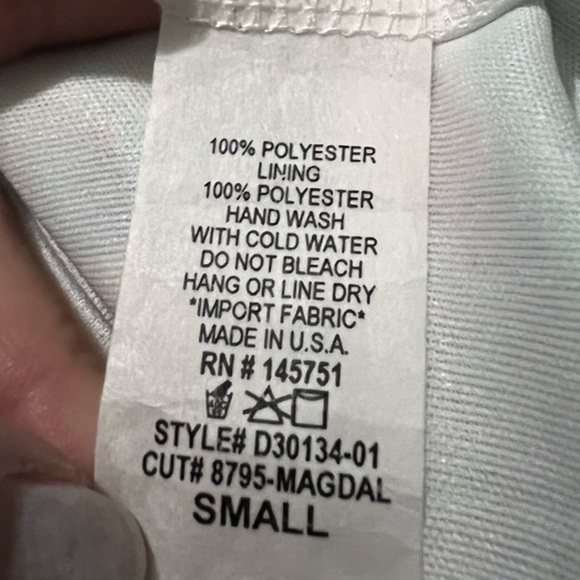 100% POLYESTER
LINING
100% POLYESTER
HAND WASH
WITH COLD WATER
DO NOT BLEACH
HANG OR LINE DRY
*IMPORT FABRIC*
MADE IN U.S.A.
RN # 145751
STYLE# D30134-01
CUT# 8795-MAGDAL
SMALL